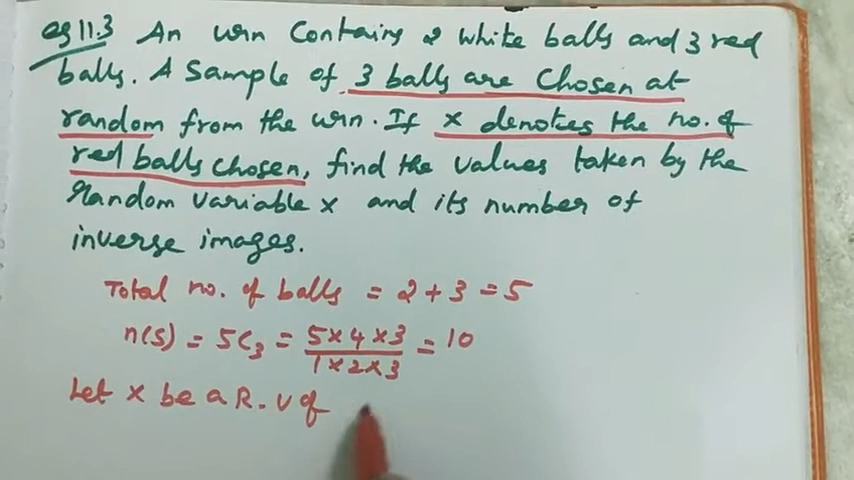 eg 11.3 An urn contains 2 white balls and 3 red
balls. A sample of 3 balls are chosen at
random from the urn. If x denotes the no. of
red balls chosen, find the values taken by the
random variable x and its number of
inverse images.
Total no. of balls = 2 + 3 = 5
n(S) = 5C₃ = 5×4×3 / 1×2×3 = 10
Let x be a R.V of